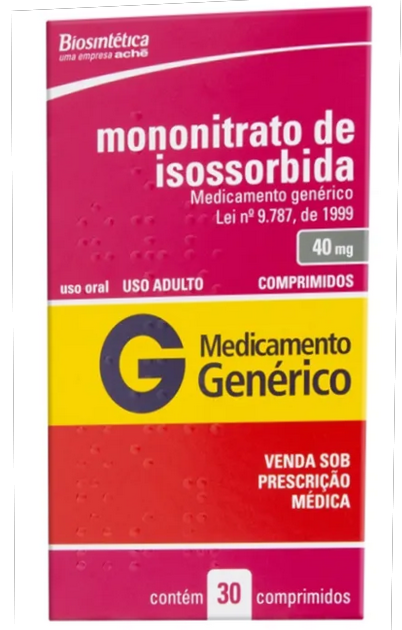 Biosintética
uma empresa achē
mononitrato de
isossorbida
Medicamento genérico
Lei nº 9.787, de 1999
40 mg
uso oral USO ADULTO COMPRIMIDOS
G Medicamento
Genérico
VENDA SOB
PRESCRIÇÃO
MÉDICA
contém 30 comprimidos